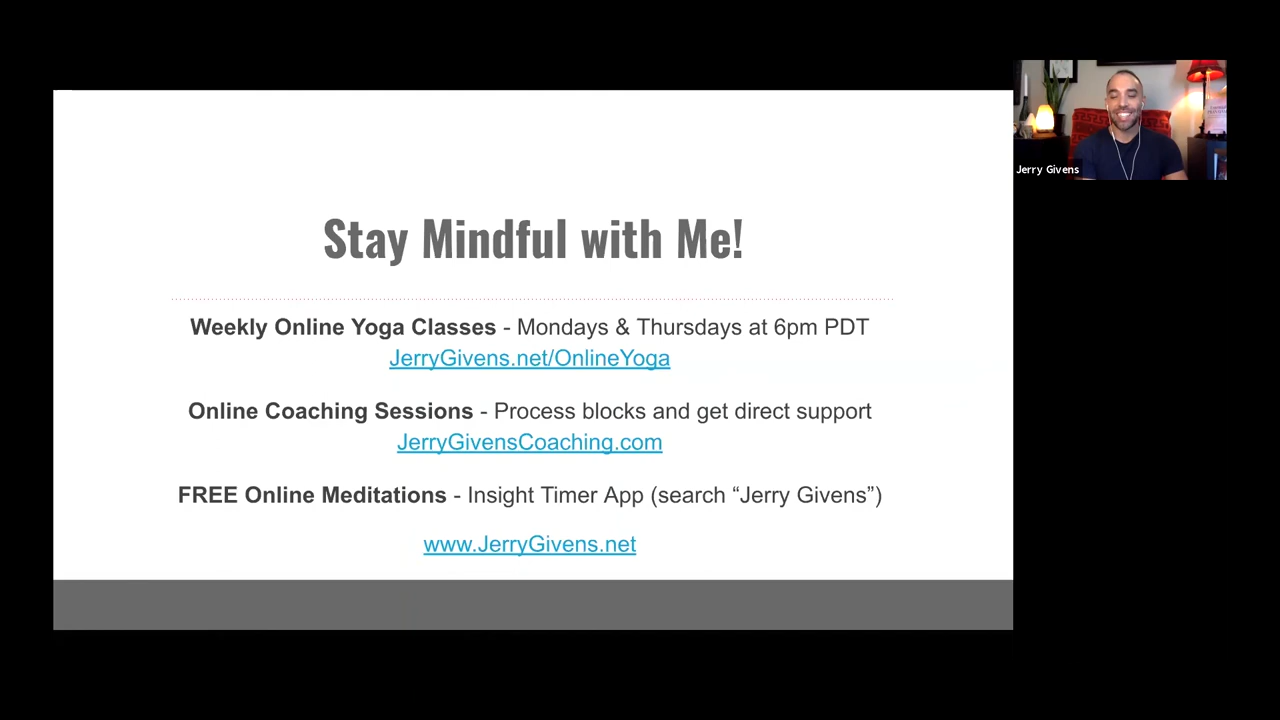 Stay Mindful with Me!
Weekly Online Yoga Classes - Mondays & Thursdays at 6pm PDT
JerryGivens.net/OnlineYoga
Online Coaching Sessions - Process blocks and get direct support
JerryGivensCoaching.com
FREE Online Meditations - Insight Timer App (search “Jerry Givens”)
www.JerryGivens.net
Jerry Givens